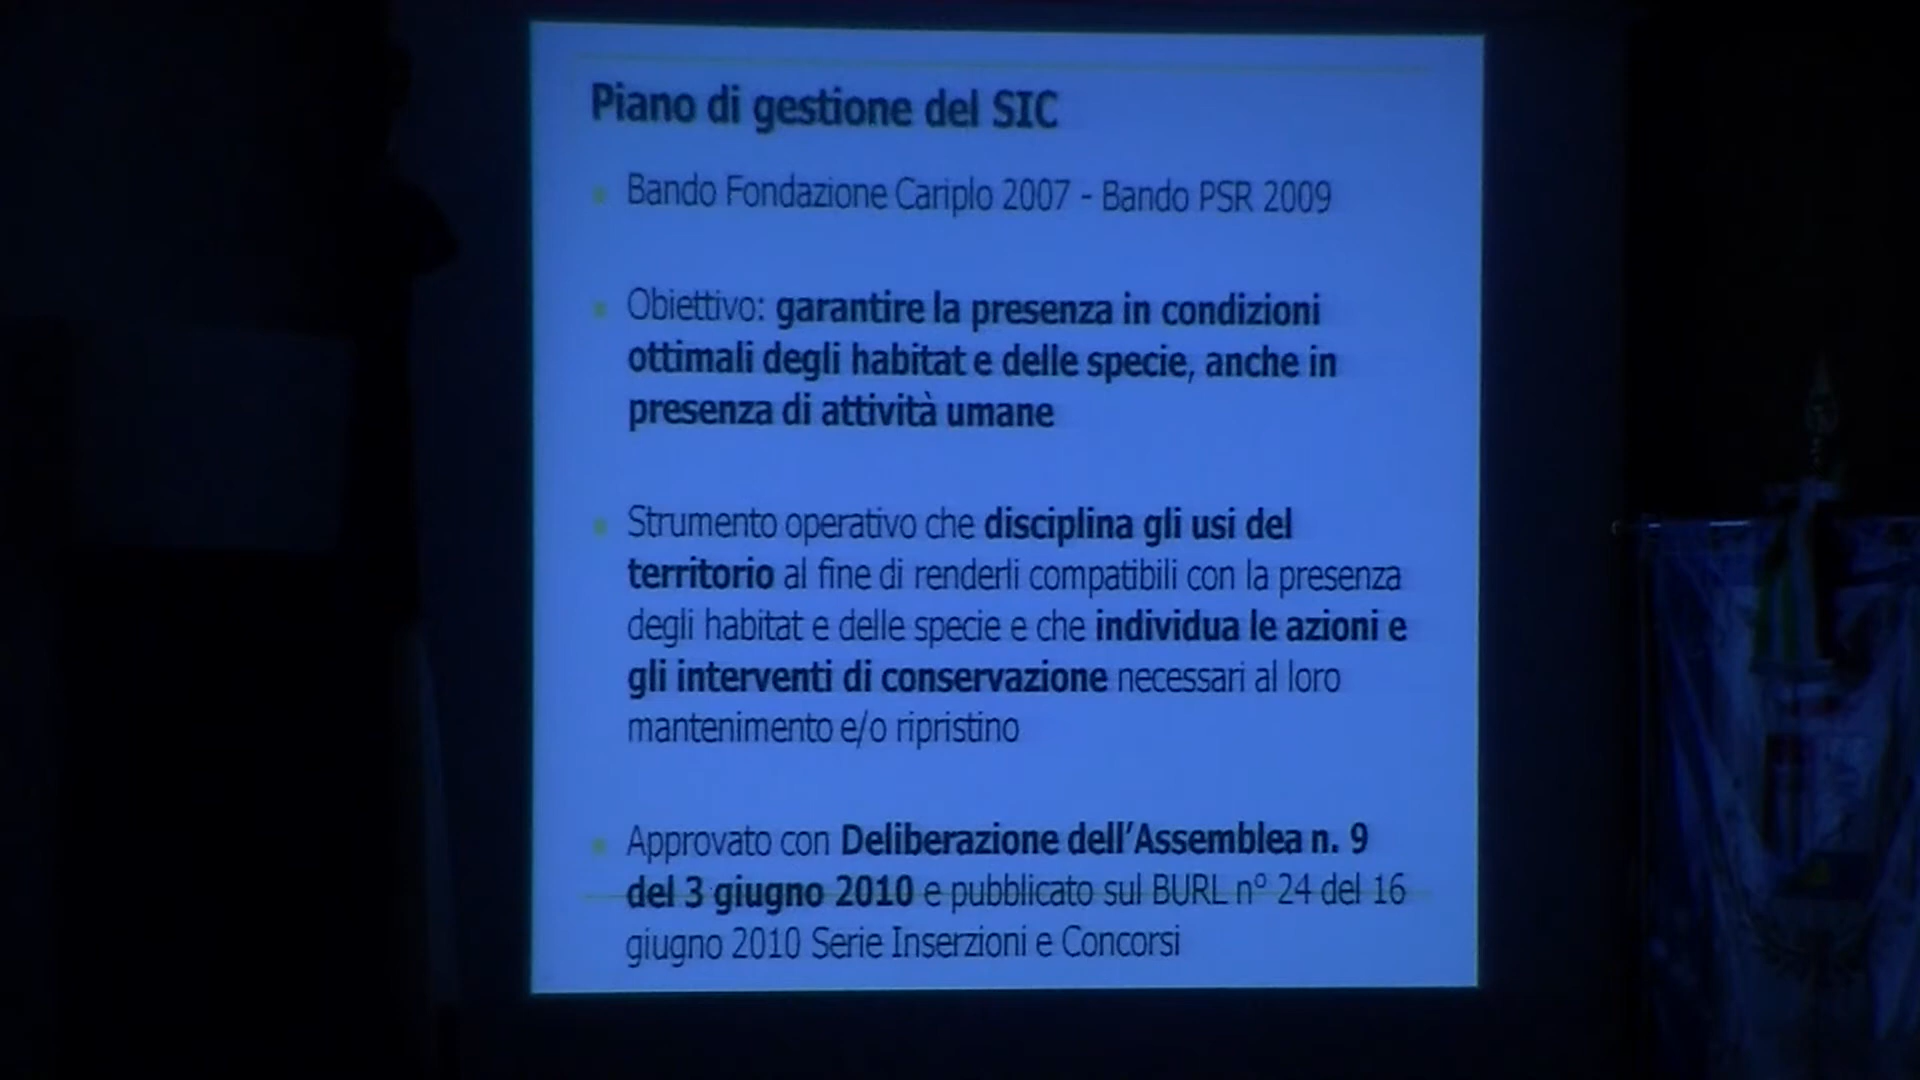 Piano di gestione del SIC
Bando Fondazione Cariplo 2007 - Bando PSR 2009
Obiettivo: garantire la presenza in condizioni
ottimali degli habitat e delle specie, anche in
presenza di attività umane
Strumento operativo che disciplina gli usi del
territorio al fine di renderli compatibili con la presenza
degli habitat e delle specie e che individua le azioni e
gli interventi di conservazione necessari al loro
mantenimento e/o ripristino
Approvato con Deliberazione dell'Assemblea n. 9
del 3 giugno 2010 e pubblicato sul BURL n° 24 del 16
giugno 2010 Serie Inserzioni e Concorsi